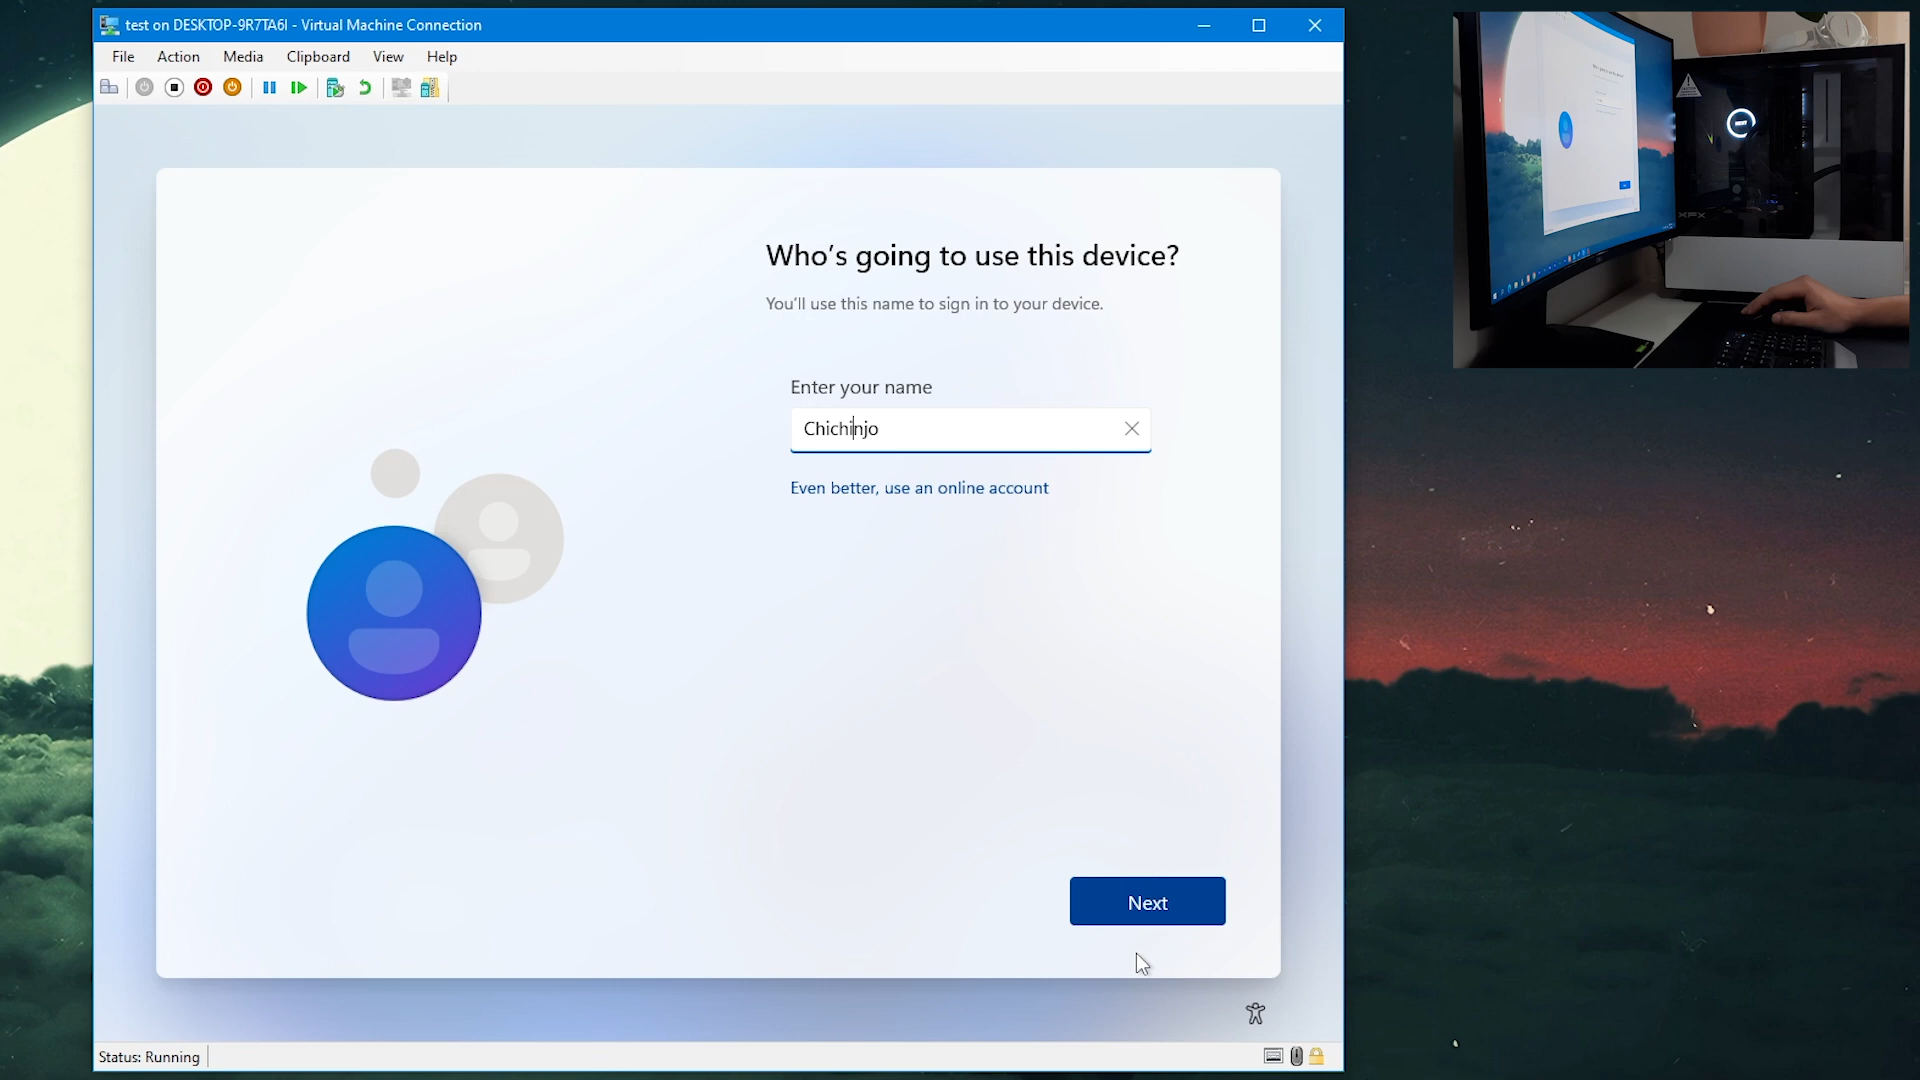 test on DESKTOP-9R7TA6I - Virtual Machine Connection
File Action Media Clipboard View Help
Who's going to use this device?
You'll use this name to sign in to your device.
Enter your name
Chichinjo
Even better, use an online account
Next
Status: Running
XFX